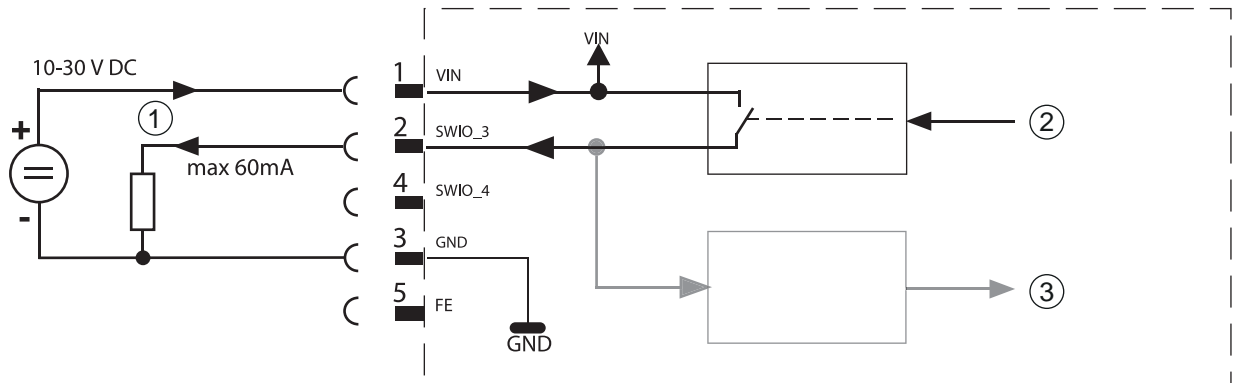 10-30 V DC
VIN
1 VIN
+
①
2 SWIO_3
②
max 60mA
4 SWIO_4
-
3 GND
③
5 FE
GND